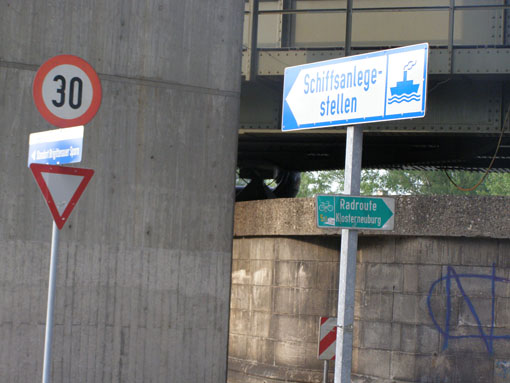 30
Schiffsanlege-
stellen
Radroute
Klosterneuburg